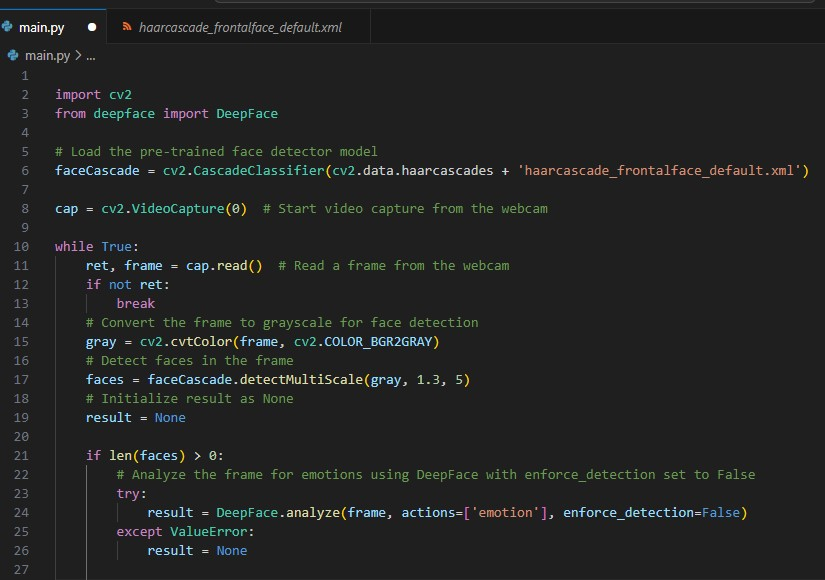 main.py
haarcascade_frontalface_default.xml
main.py > ...
1
2 import cv2
3 from deepface import DeepFace
4
5 # Load the pre-trained face detector model
6 faceCascade = cv2.CascadeClassifier(cv2.data.haarcascades + 'haarcascade_frontalface_default.xml')
7
8 cap = cv2.VideoCapture(0)  # Start video capture from the webcam
9
10 while True:
11     ret, frame = cap.read()  # Read a frame from the webcam
12     if not ret:
13         break
14     # Convert the frame to grayscale for face detection
15     gray = cv2.cvtColor(frame, cv2.COLOR_BGR2GRAY)
16     # Detect faces in the frame
17     faces = faceCascade.detectMultiScale(gray, 1.3, 5)
18     # Initialize result as None
19     result = None
20
21     if len(faces) > 0:
22         # Analyze the frame for emotions using DeepFace with enforce_detection set to False
23         try:
24             result = DeepFace.analyze(frame, actions=['emotion'], enforce_detection=False)
25         except ValueError:
26             result = None
27